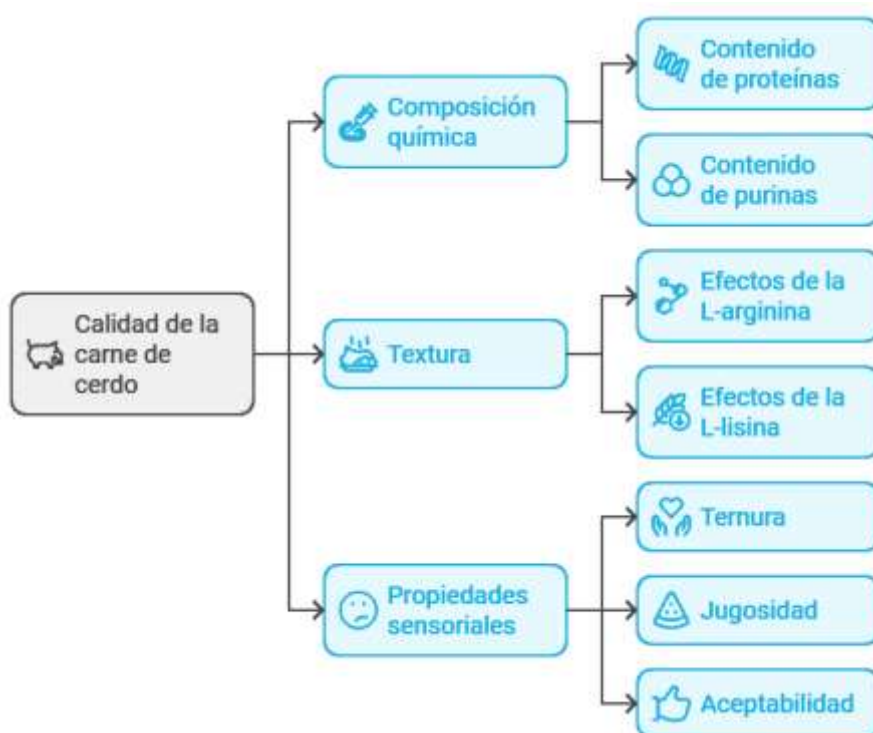 Calidad de la
carne de
cerdo
Composición
química
Contenido
de proteínas
Contenido
de purinas
Textura
Efectos de la
L-arginina
Efectos de la
L-lisina
Propiedades
sensoriales
Ternura
Jugosidad
Aceptabilidad